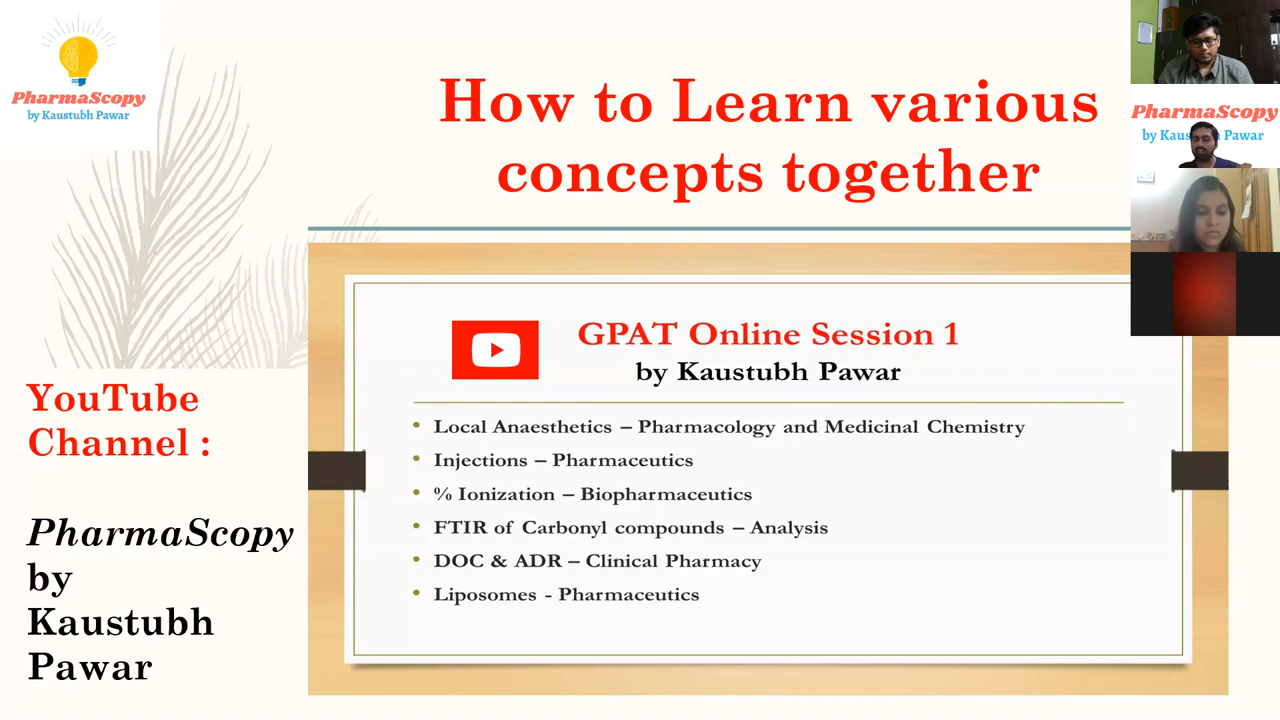 PharmaScopy
by Kaustubh Pawar
How to Learn various
concepts together
PharmaScopy
by Kaus Pawar
GPAT Online Session 1
by Kaustubh Pawar
• Local Anaesthetics – Pharmacology and Medicinal Chemistry
• Injections – Pharmaceutics
• % Ionization – Biopharmaceutics
• FTIR of Carbonyl compounds – Analysis
• DOC & ADR – Clinical Pharmacy
• Liposomes - Pharmaceutics
YouTube
Channel :
PharmaScopy
by
Kaustubh
Pawar